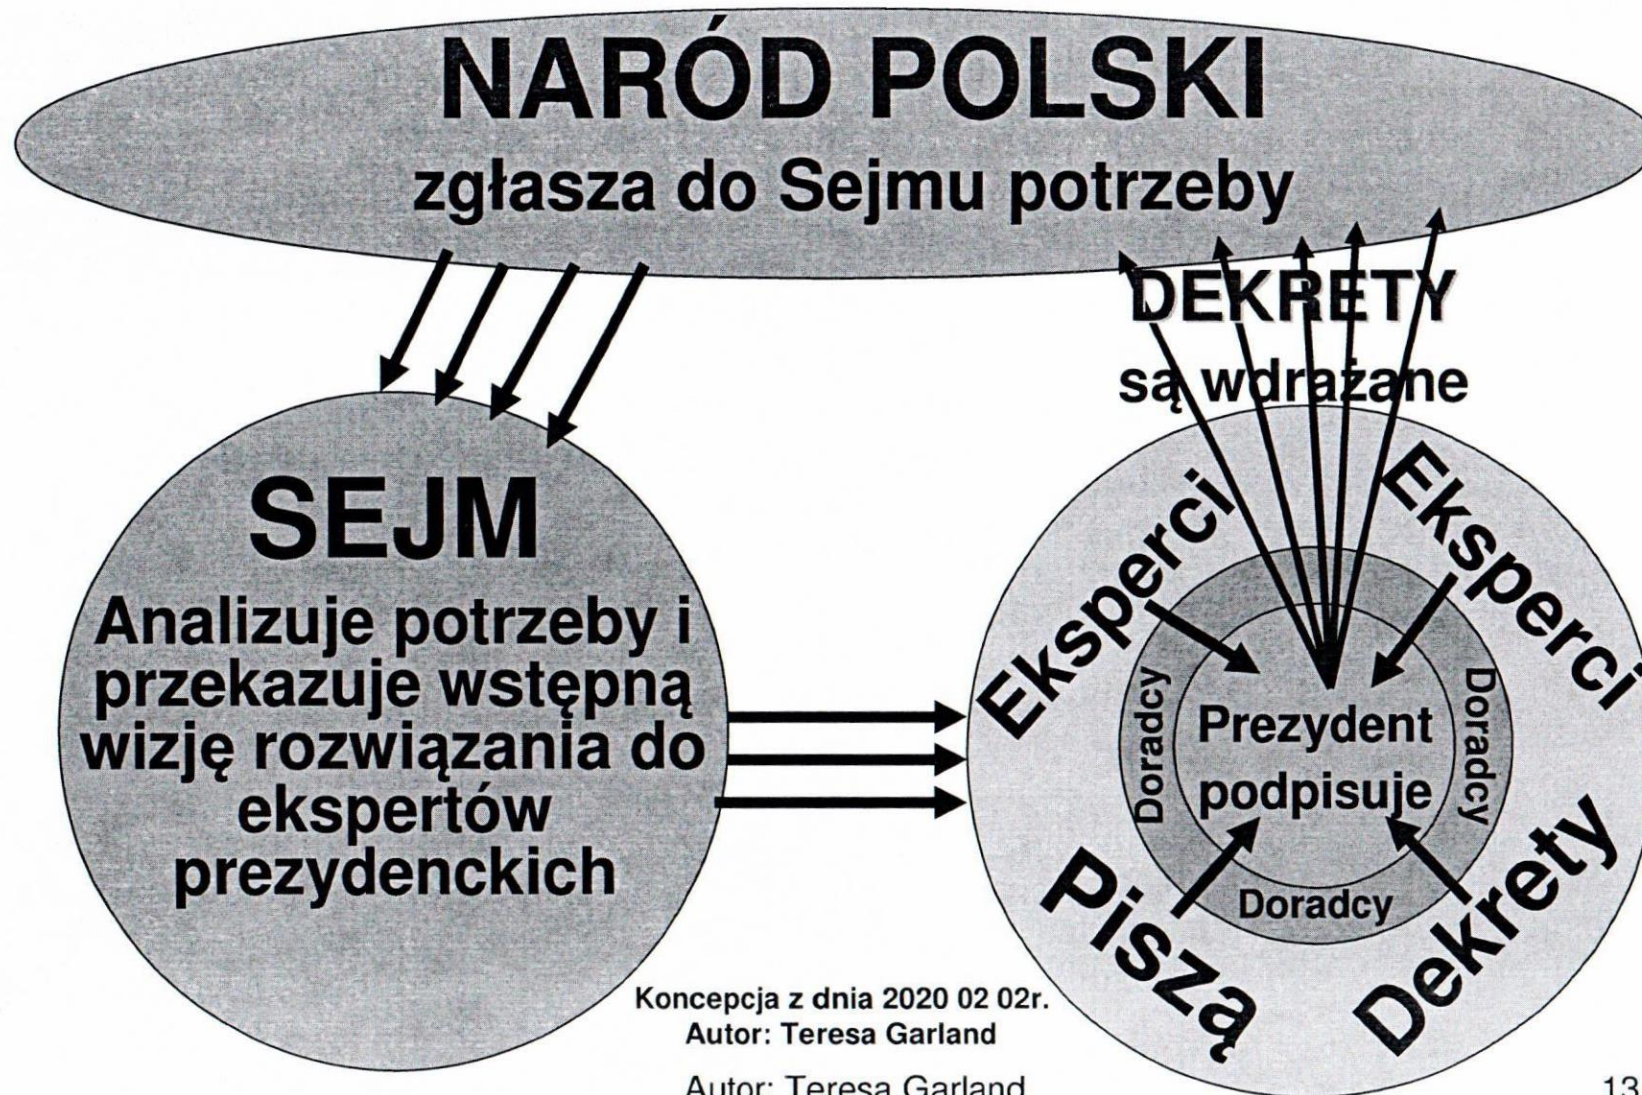 NARÓD POLSKI
zgłasza do Sejmu potrzeby
DEKRETY
są wdrażane
SEJM
Analizuje potrzeby i
przekazuje wstępną
wizję rozwiązania do
ekspertów
prezydenckich
Eksperci
Eksperci
Doradcy
Prezydent
podpisuje
Doradcy
Doradcy
Piszą
Dekrety
Koncepcja z dnia 2020 02 02r.
Autor: Teresa Garland
Autor: Teresa Garland
13